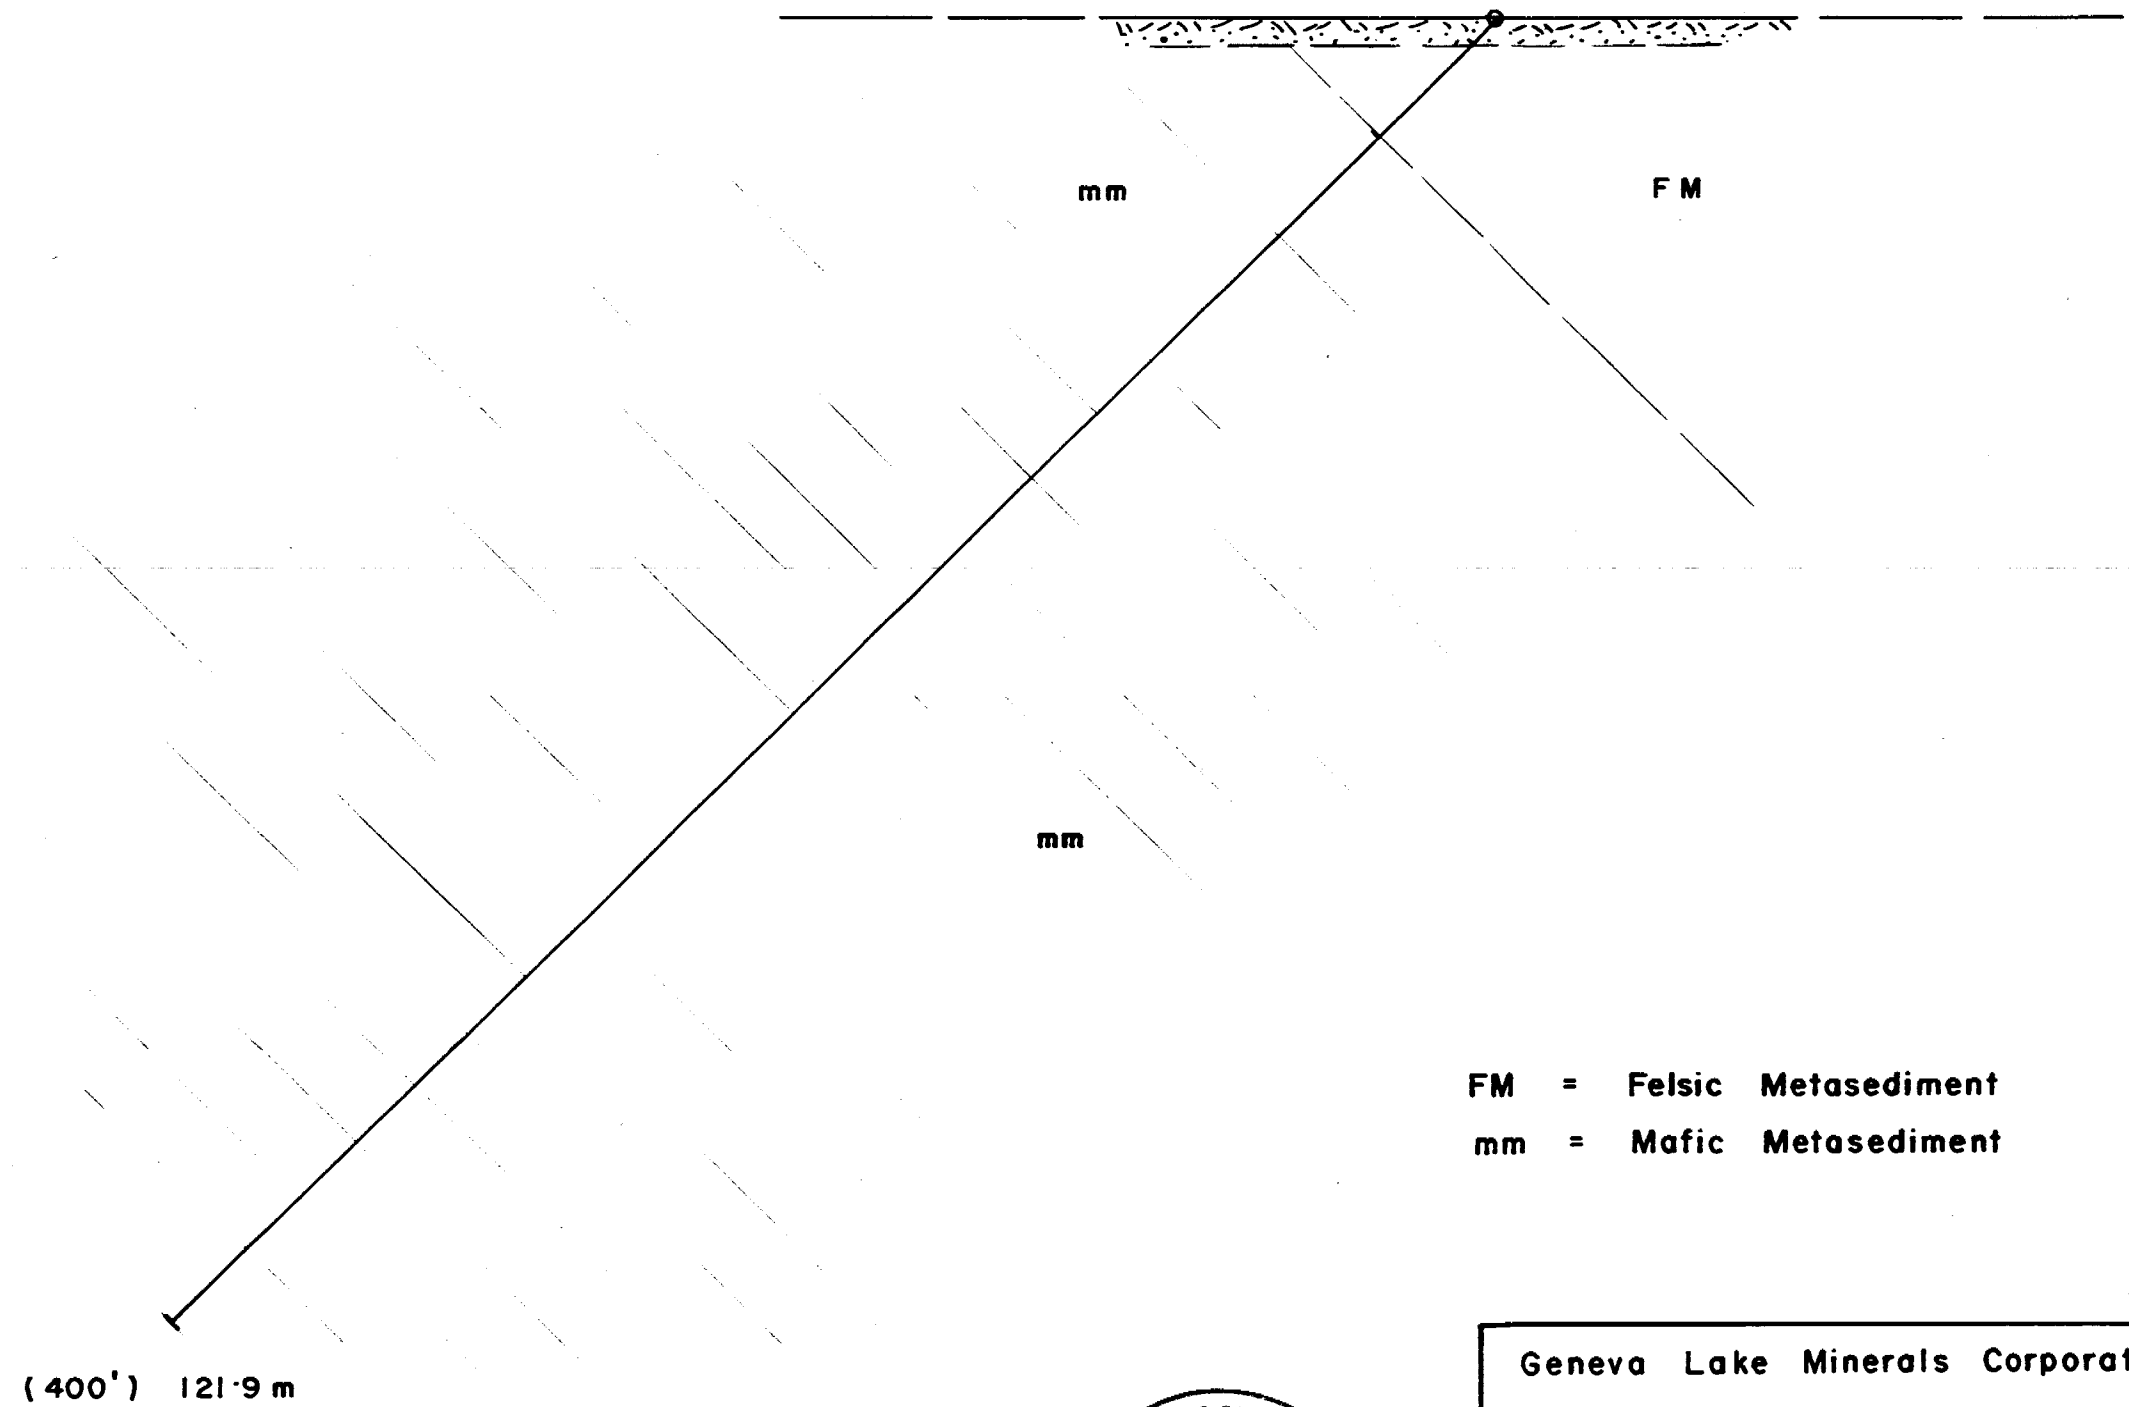 mm
FM
mm
FM = Felsic Metasediment
mm = Mafic Metasediment
Geneva Lake Minerals Corporat
(400') 121·9 m